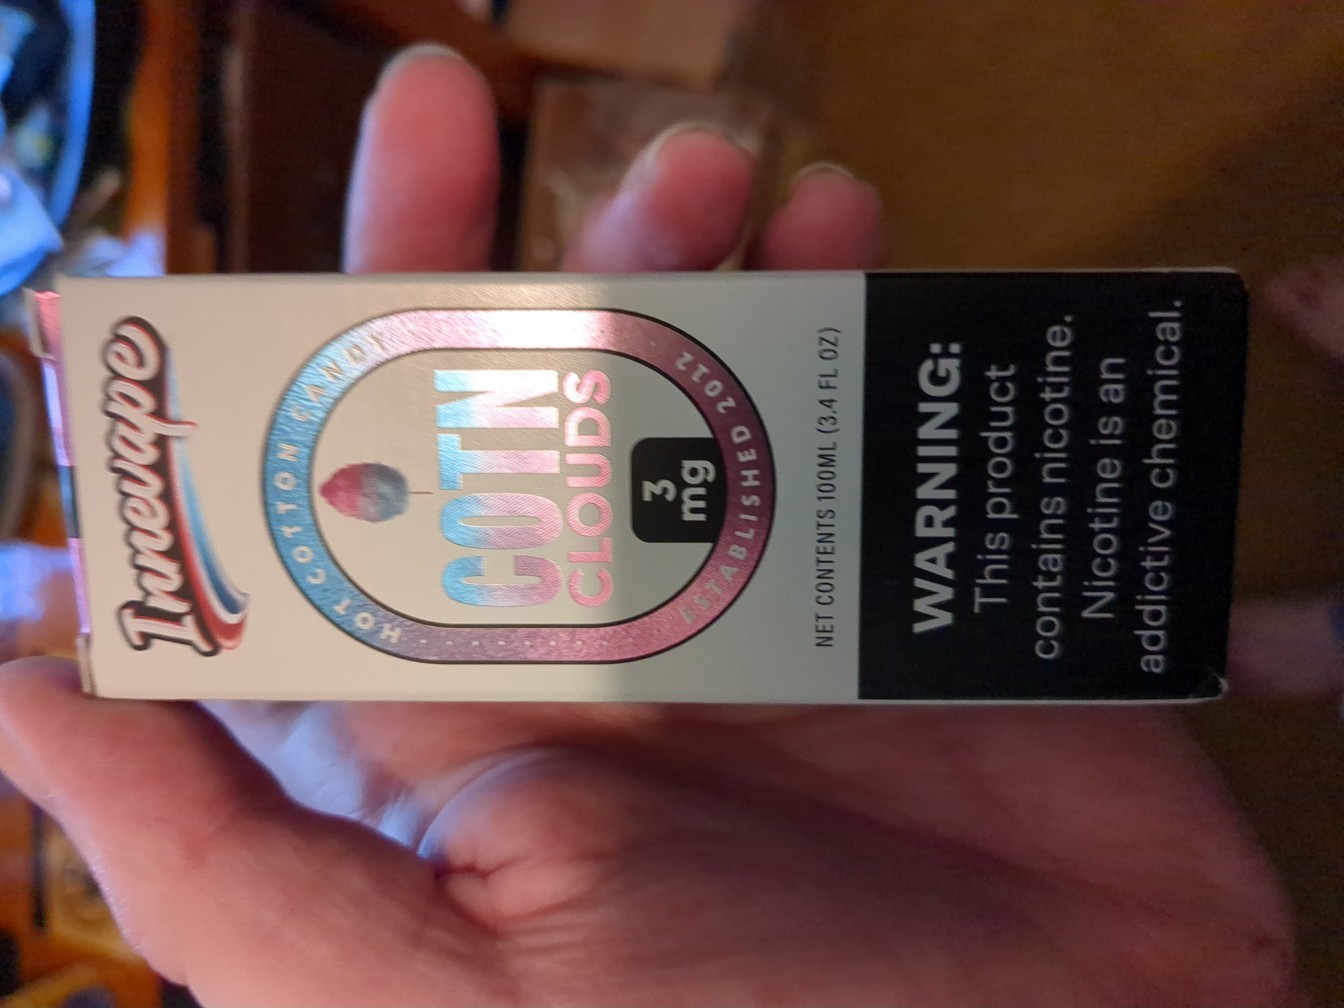 Innevape
HOT COTTON CANDY
COTN
CLOUDS
3
mg
ESTABLISHED 2012
NET CONTENTS 100ML (3.4 FL OZ)
WARNING:
This product
contains nicotine.
Nicotine is an
addictive chemical.